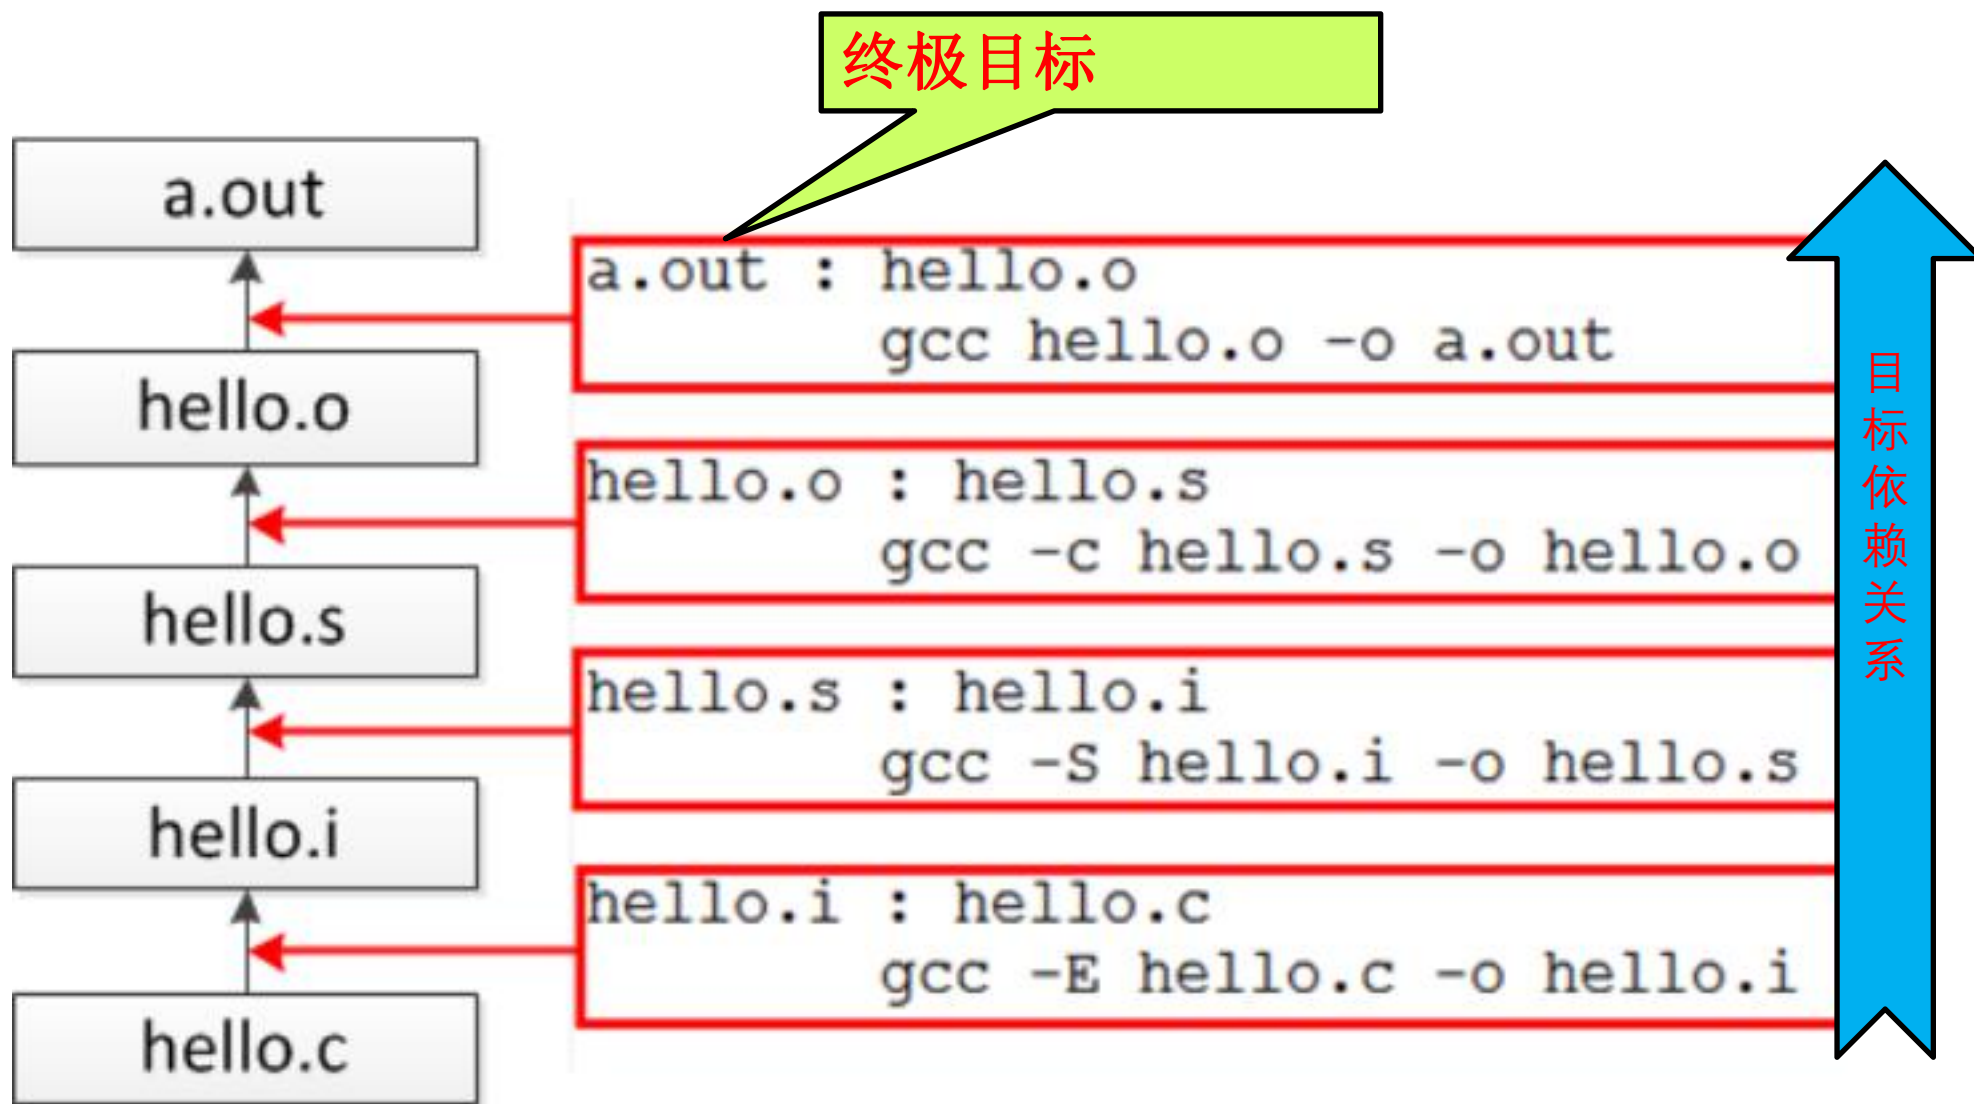 终极目标
a.out
hello.o
hello.s
hello.i
hello.c
a.out : hello.o
gcc hello.o -o a.out
hello.o : hello.s
gcc -c hello.s -o hello.o
hello.s : hello.i
gcc -S hello.i -o hello.s
hello.i : hello.c
gcc -E hello.c -o hello.i
目标依赖关系